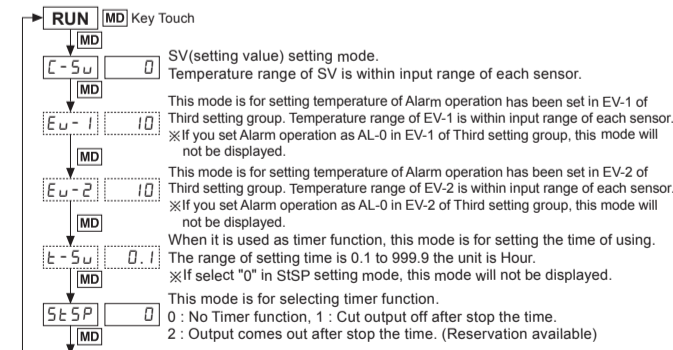 RUN MD Key Touch
MD
C-Su 0
SV(setting value) setting mode.
Temperature range of SV is within input range of each sensor.
MD
Eu-1 10
This mode is for setting temperature of Alarm operation has been set in EV-1 of
Third setting group. Temperature range of EV-1 is within input range of each sensor.
※If you set Alarm operation as AL-0 in EV-1 of Third setting group, this mode will
not be displayed.
MD
Eu-2 10
This mode is for setting temperature of Alarm operation has been set in EV-2 of
Third setting group. Temperature range of EV-2 is within input range of each sensor.
※If you set Alarm operation as AL-0 in EV-2 of Third setting group, this mode will
not be displayed.
MD
t-Su 0.1
When it is used as timer function, this mode is for setting the time of using.
The range of setting time is 0.1 to 999.9 the unit is Hour.
※If select "0" in StSP setting mode, this mode will not be displayed.
MD
StSP 0
This mode is for selecting timer function.
0 : No Timer function, 1 : Cut output off after stop the time.
2 : Output comes out after stop the time. (Reservation available)
MD